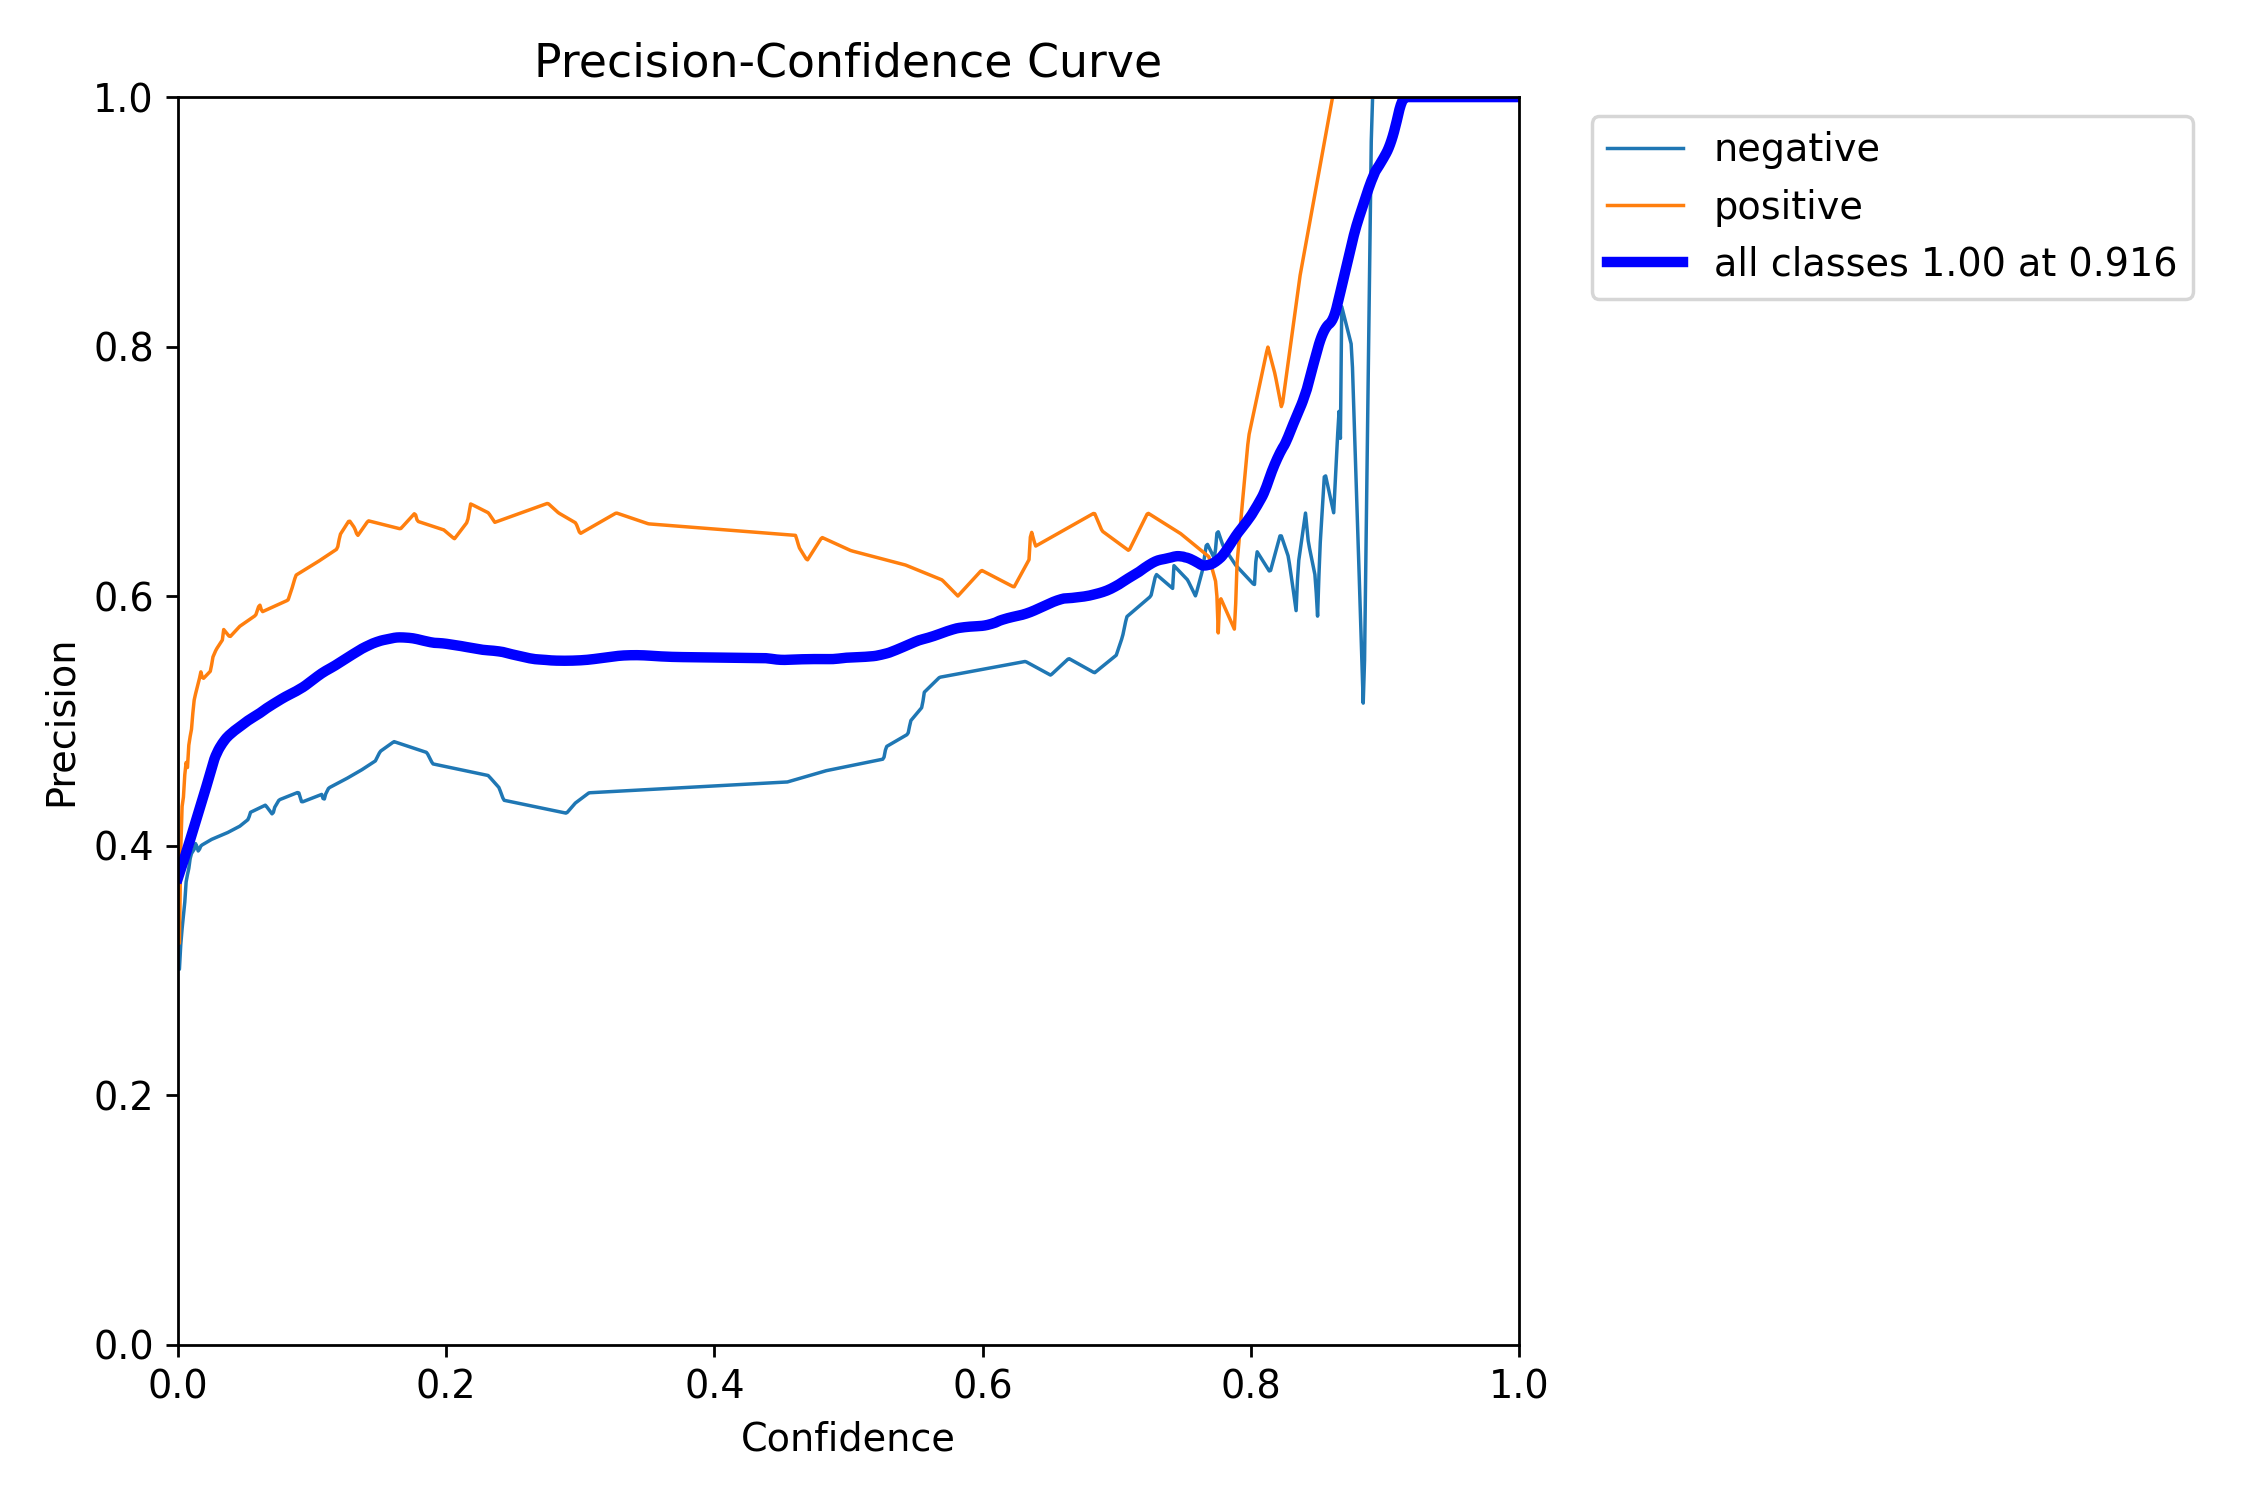 Precision-Confidence Curve
1.0
0.8
0.6
0.4
0.2
0.0
Precision
0.0 0.2 0.4 0.6 0.8 1.0
Confidence
negative
positive
all classes 1.00 at 0.916